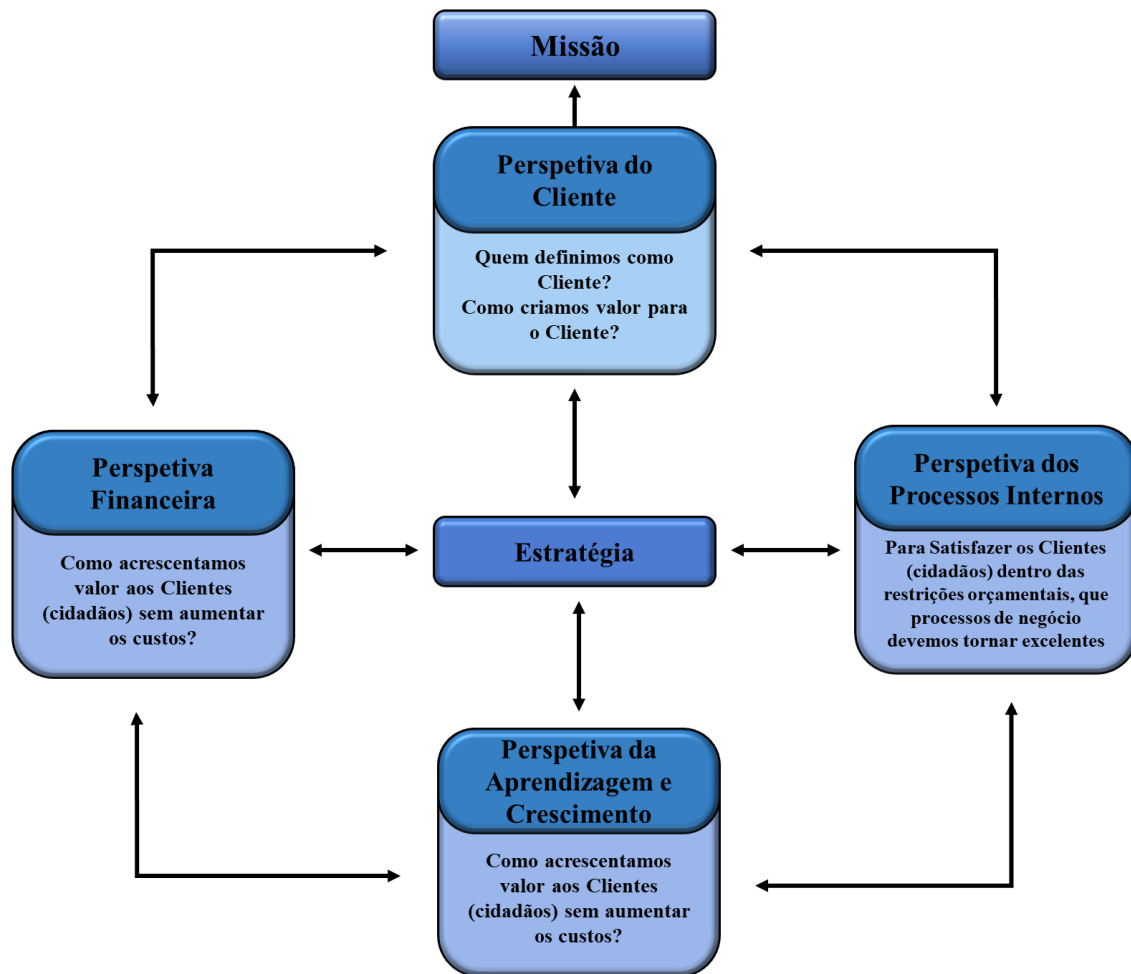 Missão
Perspetiva do
Cliente
Quem definimos como
Cliente?
Como criamos valor para
o Cliente?
Perspetiva
Financeira
Como acrescentamos
valor aos Clientes
(cidadãos) sem aumentar
os custos?
Estratégia
Perspetiva dos
Processos Internos
Para Satisfazer os Clientes
(cidadãos) dentro das
restrições orçamentais, que
processos de negócio
devemos tornar excelentes
Perspetiva da
Aprendizagem e
Crescimento
Como acrescentamos
valor aos Clientes
(cidadãos) sem aumentar
os custos?